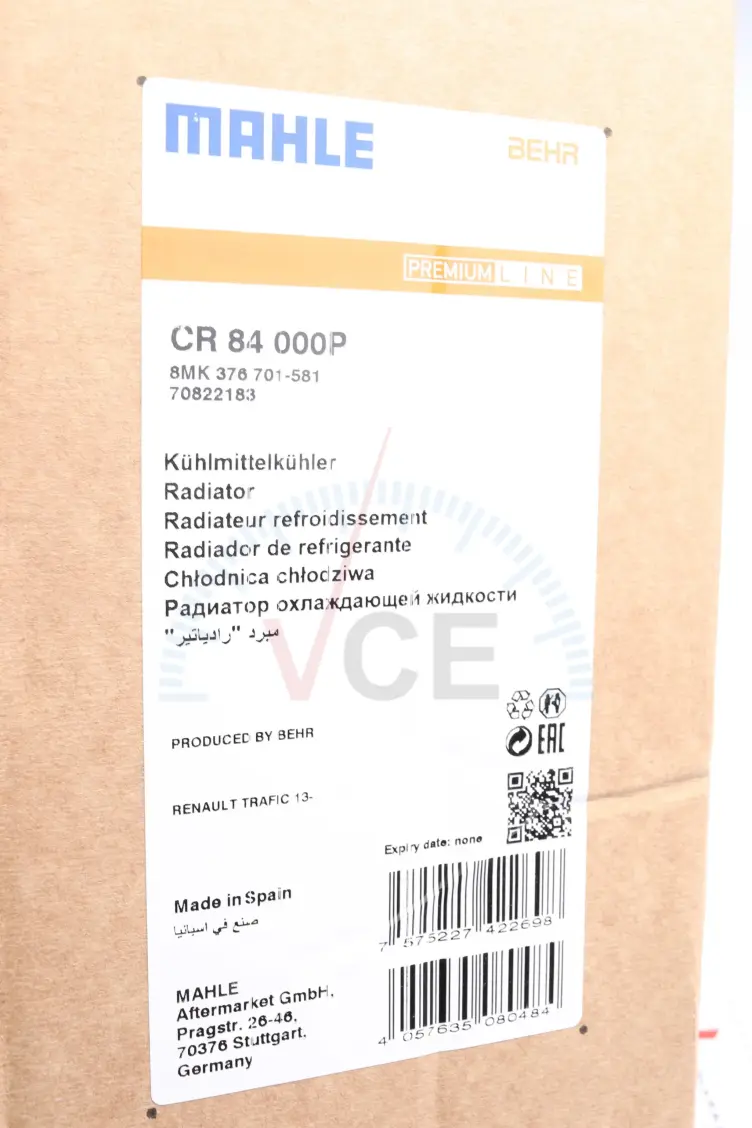 MAHLE
BEHR
PREMIUM LINE
CR 84 000P
8MK 376 701-581
70822183
Kühlmittelkühler
Radiator
Radiateur refroidissement
Radiador de refrigerante
Chłodnica chłodziwa
Радиатор охлаждающей жидкости
مبرد "رادياتير"
VCE
PRODUCED BY BEHR
EAC
RENAULT TRAFIC 13-
Expiry date: none
Made in Spain
صنع في اسبانيا
7 575227 422698
MAHLE
Aftermarket GmbH,
Pragstr. 26-46,
70376 Stuttgart,
Germany
4 057635 080484